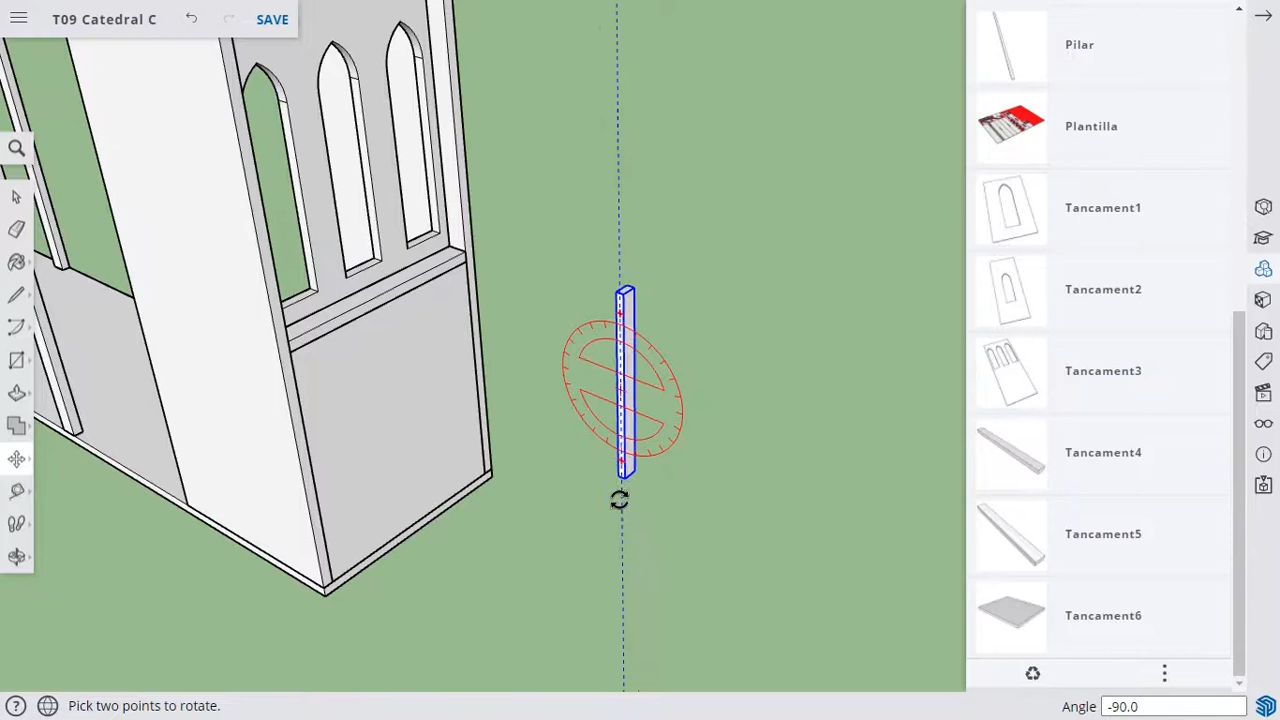 T09 Catedral C
SAVE
Pilar
Plantilla
Tancament1
Tancament2
Tancament3
Tancament4
Tancament5
Tancament6
Pick two points to rotate.
Angle -90.0